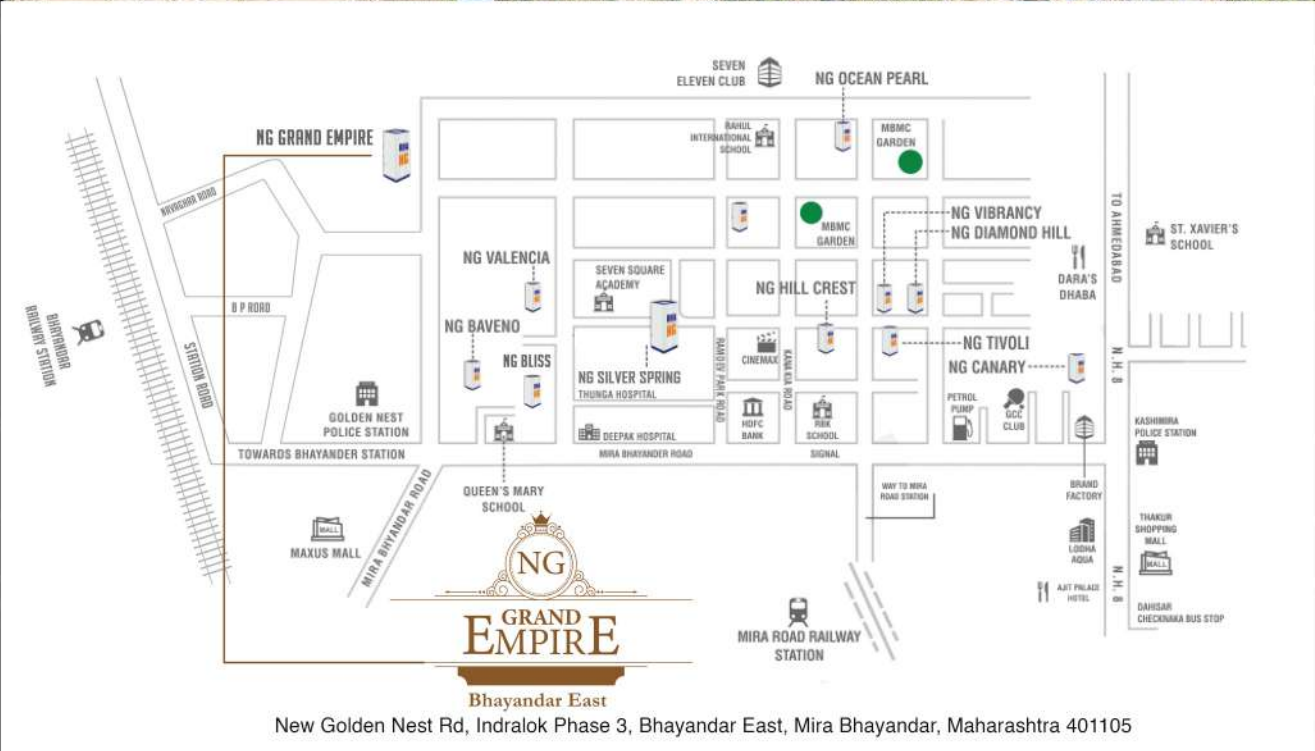 SEVEN
ELEVEN CLUB
NG OCEAN PEARL
NG GRAND EMPIRE
RAHUL
INTERNATIONAL
SCHOOL
MBMC
GARDEN
NAVAGHAR ROAD
TO AHMEDABAD
MBMC
GARDEN
NG VIBRANCY
NG DIAMOND HILL
ST. XAVIER'S
SCHOOL
NG VALENCIA
SEVEN SQUARE
ACADEMY
NG HILL CREST
DARA'S
DHABA
B P ROAD
BHAYANDAR
RAILWAY STATION
STATION ROAD
NG BAVENO
NG BLISS
NG SILVER SPRING
THUNGA HOSPITAL
RAMDEV PARK ROAD
CINEMAX
KANAKIA ROAD
NG TIVOLI
NG CANARY
N.H. 8
GOLDEN NEST
POLICE STATION
HDFC
BANK
RBK
SCHOOL
PETROL
PUMP
GCC
CLUB
KASHIMIRA
POLICE STATION
DEEPAK HOSPITAL
TOWARDS BHAYANDER STATION
MIRA BHAYANDER ROAD
SIGNAL
QUEEN'S MARY
SCHOOL
WAY TO MIRA
ROAD STATION
BRAND
FACTORY
MALL
MAXUS MALL
MIRA BHYANDAR ROAD
THAKUR
SHOPPING
MALL
MALL
LODHA
AQUA
N.H. 8
AJIT PALACE
HOTEL
DAHISAR
CHECKNAKA BUS STOP
MIRA ROAD RAILWAY
STATION
NG
GRAND
EMPIRE
Bhayandar East
New Golden Nest Rd, Indralok Phase 3, Bhayandar East, Mira Bhayandar, Maharashtra 401105